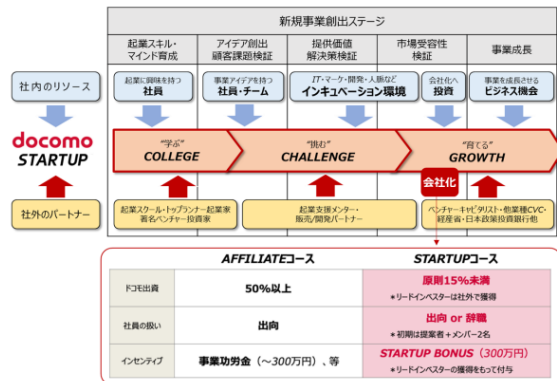 新規事業創出ステージ
起業スキル・
マインド育成
アイデア創出
顧客課題検証
提供価値
解決策検証
市場受容性
検証
事業成長
社内のリソース
起業に興味を持つ
社員
事業アイデアを持つ
社員・チーム
IT・マーケ・開発・人脈など
インキュベーション環境
会社化へ
投資
事業を成長させる
ビジネス機会
docomo
STARTUP
“学ぶ”
COLLEGE
“挑む”
CHALLENGE
“育てる”
GROWTH
会社化
社外のパートナー
起業スクール・トップランナー起業家
著名ベンチャー投資家
起業支援メンター・
販売/開発パートナー
ベンチャーキャピタリスト・他業種CVC・
経産省・日本政策投資銀行他
AFFILIATEコース
STARTUPコース
ドコモ出資
50%以上
原則15%未満
*リードインベスターは社外で獲得
社員の扱い
出向
出向 or 辞職
*初期は提案者+メンバー2名
インセンティブ
事業功労金(~300万円)、等
STARTUP BONUS(300万円)
*リードインベスターの獲得をもって付与